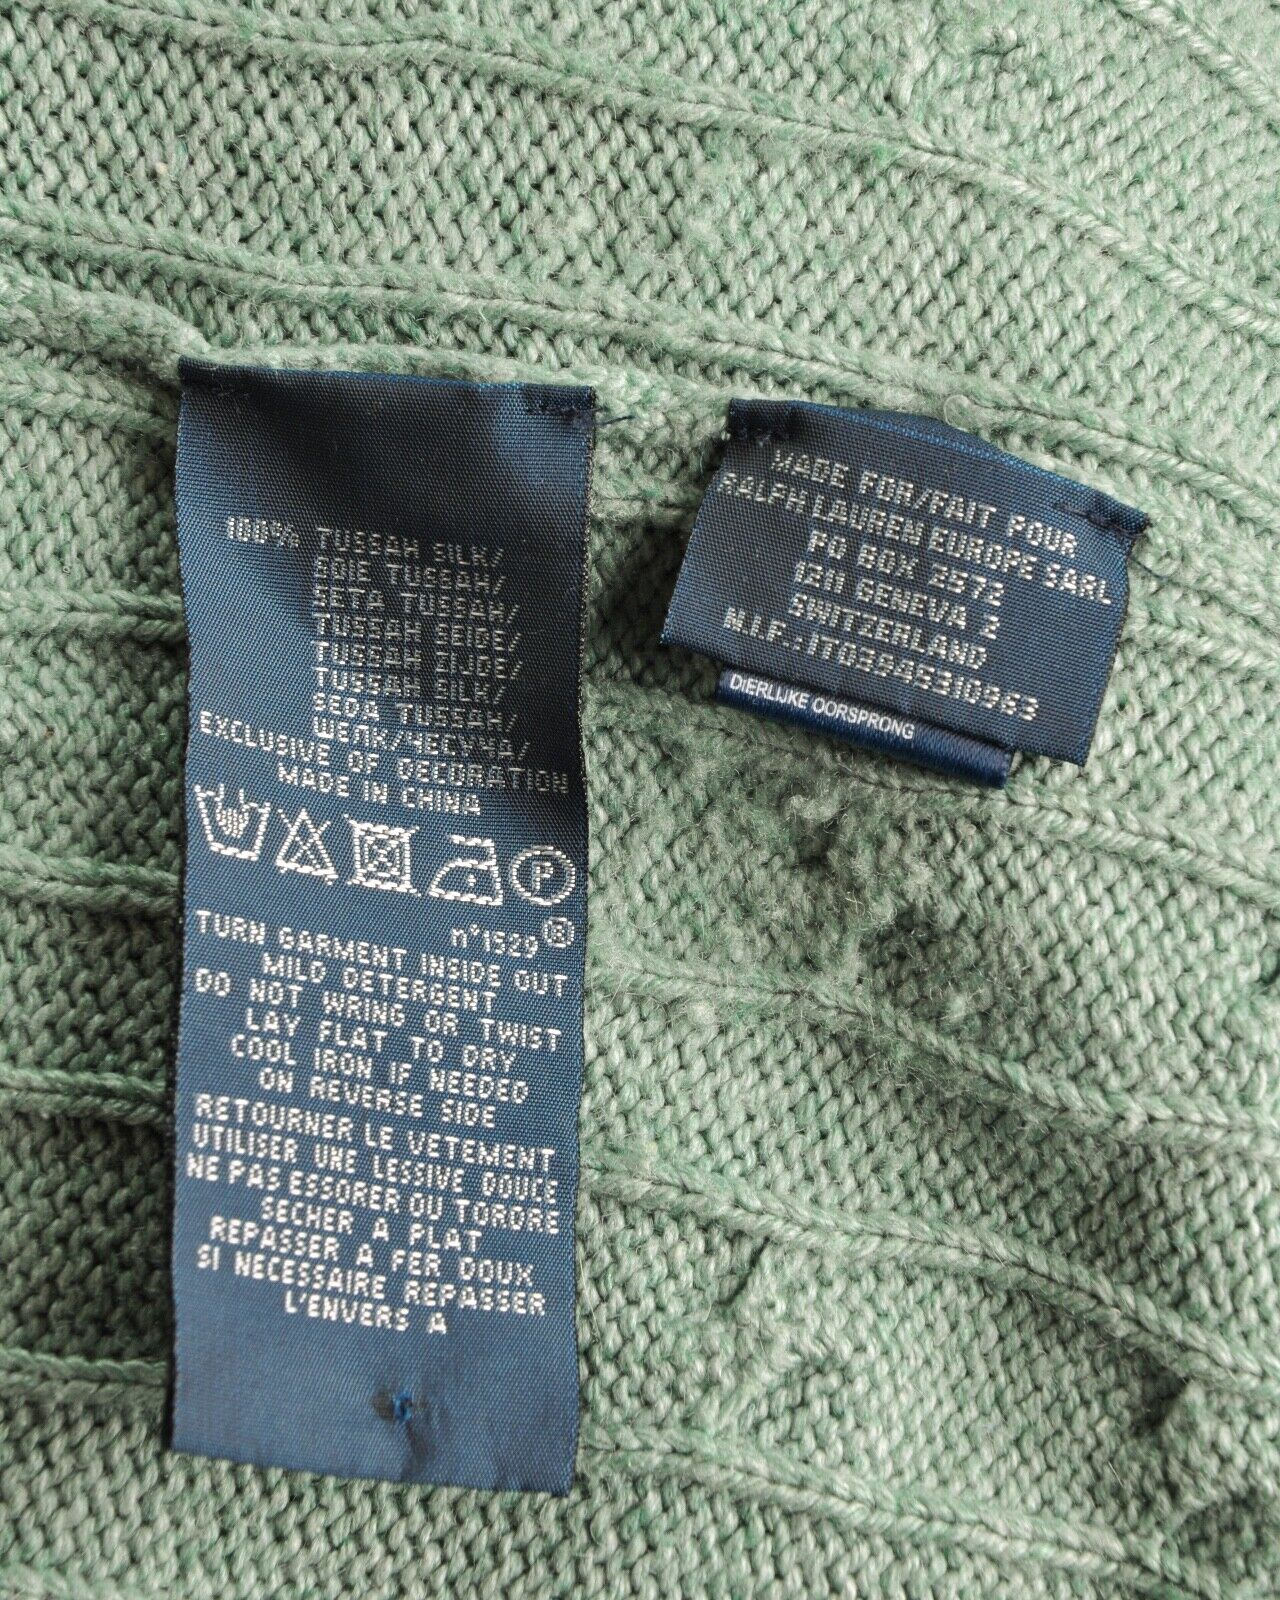 100% TUSSAH SILK/
SOIE TUSSAH/
SETA TUSSAH/
TUSSAH SEIDE/
TUSSAH ZIJDE/
TUSSAH SILK/
SEDA TUSSAH/
ШЕЛК/ЧЕСУЧА/
EXCLUSIVE OF DECORATION
MADE IN CHINA
P
n°1529 ®
TURN GARMENT INSIDE OUT
MILD DETERGENT
DO NOT WRING OR TWIST
LAY FLAT TO DRY
COOL IRON IF NEEDED
ON REVERSE SIDE
RETOURNER LE VETEMENT
UTILISER UNE LESSIVE DOUCE
NE PAS ESSORER OU TORDRE
SECHER A PLAT
REPASSER A FER DOUX
SI NECESSAIRE REPASSER
L'ENVERS A
MADE FOR/FAIT POUR
RALPH LAUREN EUROPE SARL
PO BOX 2572
1211 GENEVA 2
SWITZERLAND
N.I.F.:IT03945310963
DIERLIJKE OORSPRONG